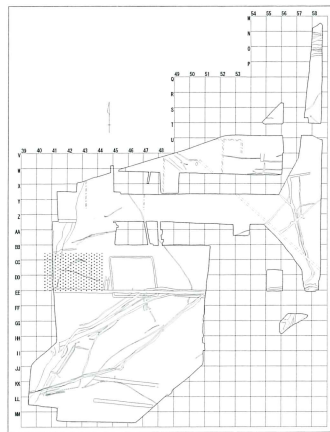 54 55 56 57 58
M
N
O
P
49 50 51 52 53
Q
R
S
T
U
39 40 41 42 43 44 45 46 47 48
V
W
X
Y
Z
AA
BB
CC
DD
EE
FF
GG
HH
II
JJ
KK
LL
MM